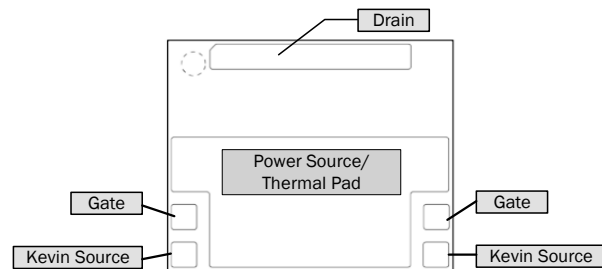 Drain
Power Source/
Thermal Pad
Gate
Gate
Kevin Source
Kevin Source